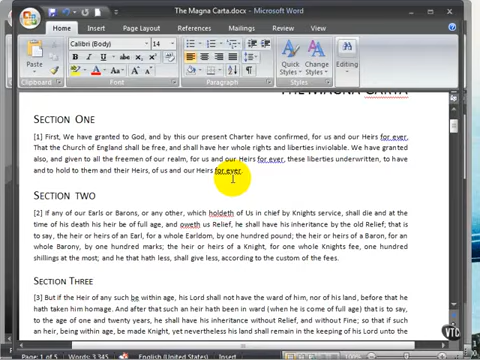 The Magna Carta.docx - Microsoft Word
Home Insert Page Layout References Mailings Review View
Calibri (Body) 14
Paste Quick Styles Change Styles Editing
Clipboard Font Paragraph Styles
THE MAGNA CARTA
SECTION ONE
[1] First, We have granted to God, and by this our present Charter have confirmed, for us and our Heirs for ever,
That the Church of England shall be free, and shall have her whole rights and liberties inviolable. We have granted
also, and given to all the freemen of our realm, for us and our Heirs for ever, these liberties underwritten, to have
and to hold to them and their Heirs, of us and our Heirs for ever.
SECTION TWO
[2] If any of our Earls or Barons, or any other, which holdeth of Us in chief by Knights service, shall die and at the
time of his death his heir be of full age, and oweth us Relief, he shall have his inheritance by the old Relief; that is
to say, the heir or heirs of an Earl, for a whole Earldom, by one hundred pound; the heir or heirs of a Baron, for an
whole Barony, by one hundred marks; the heir or heirs of a Knight, for one whole Knights fee, one hundred
shillings at the most; and he that hath less, shall give less, according to the custom of the fees.
SECTION THREE
[3] But if the Heir of any such be within age, his Lord shall not have the ward of him, nor of his land, before that he
hath taken him homage. And after that such an heir hath been in ward (when he is come of full age) that is to
say, to the age of one and twenty years, he shall have his inheritance without Relief, and without Fine; so that if
such an heir, being within age, be made Knight, yet nevertheless his land shall remain in the keeping of his Lord unto the
Page: 1 of 5 Words: 3,345 English (United States)
VTC